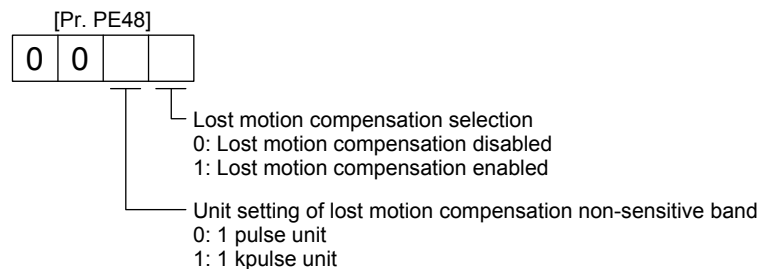 [Pr. PE48]
0 0
Lost motion compensation selection
0: Lost motion compensation disabled
1: Lost motion compensation enabled
Unit setting of lost motion compensation non-sensitive band
0: 1 pulse unit
1: 1 kpulse unit